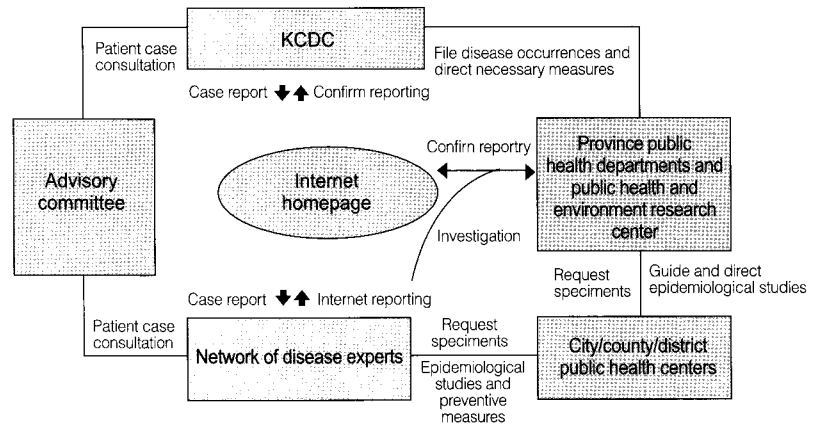 KCDC
Patient case
consultation
File disease occurrences and
direct necessary measures
Case report Confirm reporting
Advisory
committee
Internet
homepage
Confirn reportry
Province public
health departments and
public health and
environment research
center
Investigation
Request
speciments
Guide and direct
epidemiological studies
Case report Internet reporting
Patient case
consultation
Network of disease experts
Request
speciments
Epidemiological
studies and
preventive
measures
City/county/district
public health centers